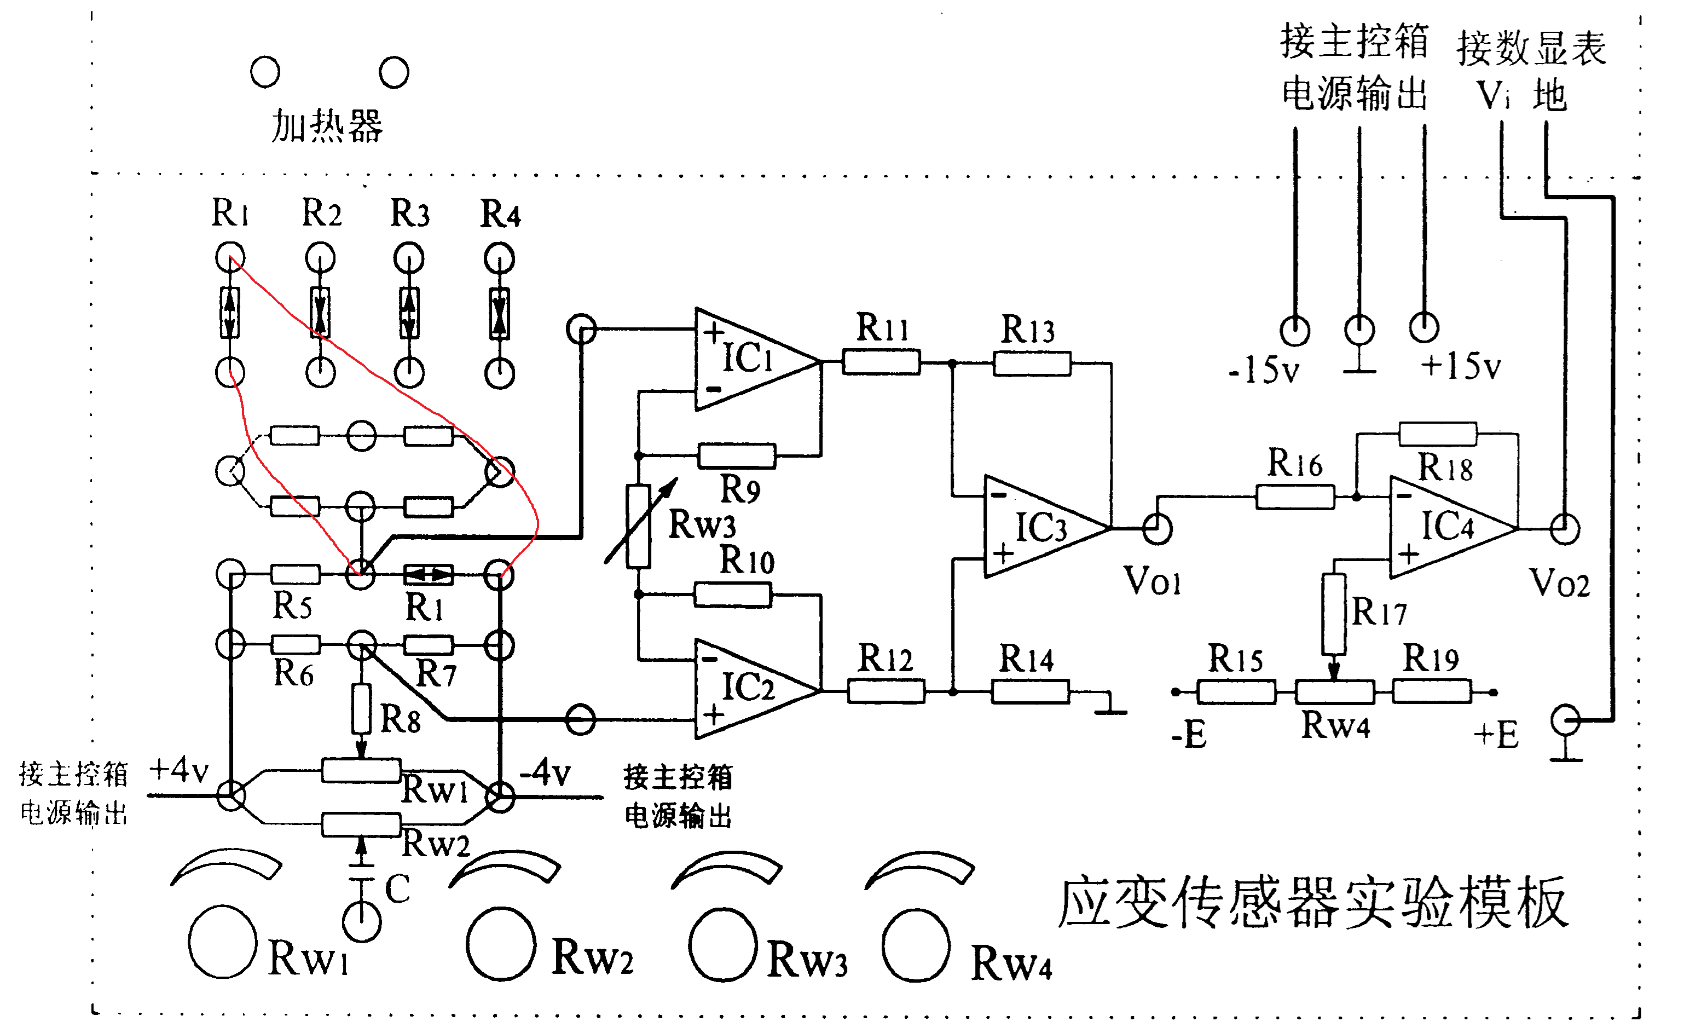 接主控箱 接数显表
电源输出 Vi 地
加热器
R1 R2 R3 R4
-15v +15v
R11 R13
+ IC1 -
R9
RW3
R10
- IC2 +
R12 R14
- IC3 +
VO1
R16 R18
- IC4 +
VO2
R17
R15 R19
-E RW4 +E
R5 R1
R6 R7
R8
接主控箱 +4v RW1 -4v 接主控箱
电源输出 电源输出
RW2
C
RW1 RW2 RW3 RW4
应变传感器实验模板